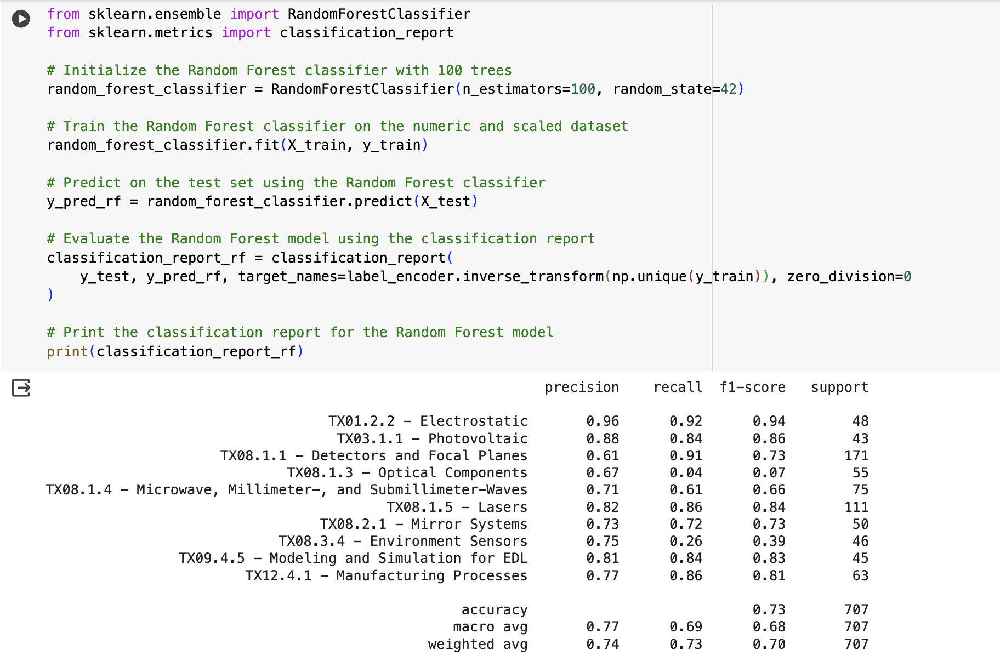 from sklearn.ensemble import RandomForestClassifier
from sklearn.metrics import classification_report
# Initialize the Random Forest classifier with 100 trees
random_forest_classifier = RandomForestClassifier(n_estimators=100, random_state=42)
# Train the Random Forest classifier on the numeric and scaled dataset
random_forest_classifier.fit(X_train, y_train)
# Predict on the test set using the Random Forest classifier
y_pred_rf = random_forest_classifier.predict(X_test)
# Evaluate the Random Forest model using the classification report
classification_report_rf = classification_report(
    y_test, y_pred_rf, target_names=label_encoder.inverse_transform(np.unique(y_train)), zero_division=0
)
# Print the classification report for the Random Forest model
print(classification_report_rf)
precision recall f1-score support
TX01.2.2 - Electrostatic 0.96 0.92 0.94 48
TX03.1.1 - Photovoltaic 0.88 0.84 0.86 43
TX08.1.1 - Detectors and Focal Planes 0.61 0.91 0.73 171
TX08.1.3 - Optical Components 0.67 0.04 0.07 55
TX08.1.4 - Microwave, Millimeter-, and Submillimeter-Waves 0.71 0.61 0.66 75
TX08.1.5 - Lasers 0.82 0.86 0.84 111
TX08.2.1 - Mirror Systems 0.73 0.72 0.73 50
TX08.3.4 - Environment Sensors 0.75 0.26 0.39 46
TX09.4.5 - Modeling and Simulation for EDL 0.81 0.84 0.83 45
TX12.4.1 - Manufacturing Processes 0.77 0.86 0.81 63
accuracy 0.73 707
macro avg 0.77 0.69 0.68 707
weighted avg 0.74 0.73 0.70 707